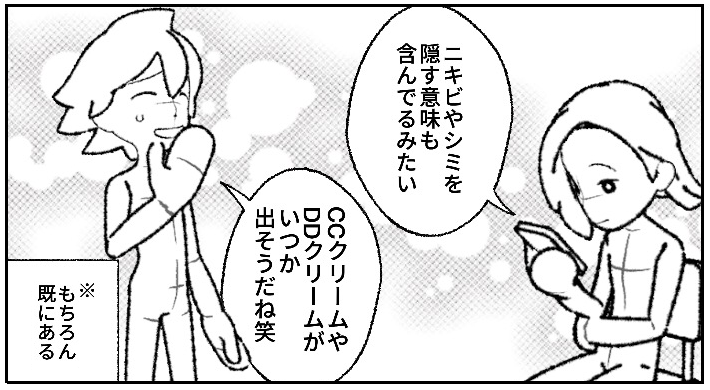 ニキビやシミを
隠す意味も
含んでるみたい
CCクリームや
DDクリームが
いつか
出そうだね笑
※
もちろん
既にある